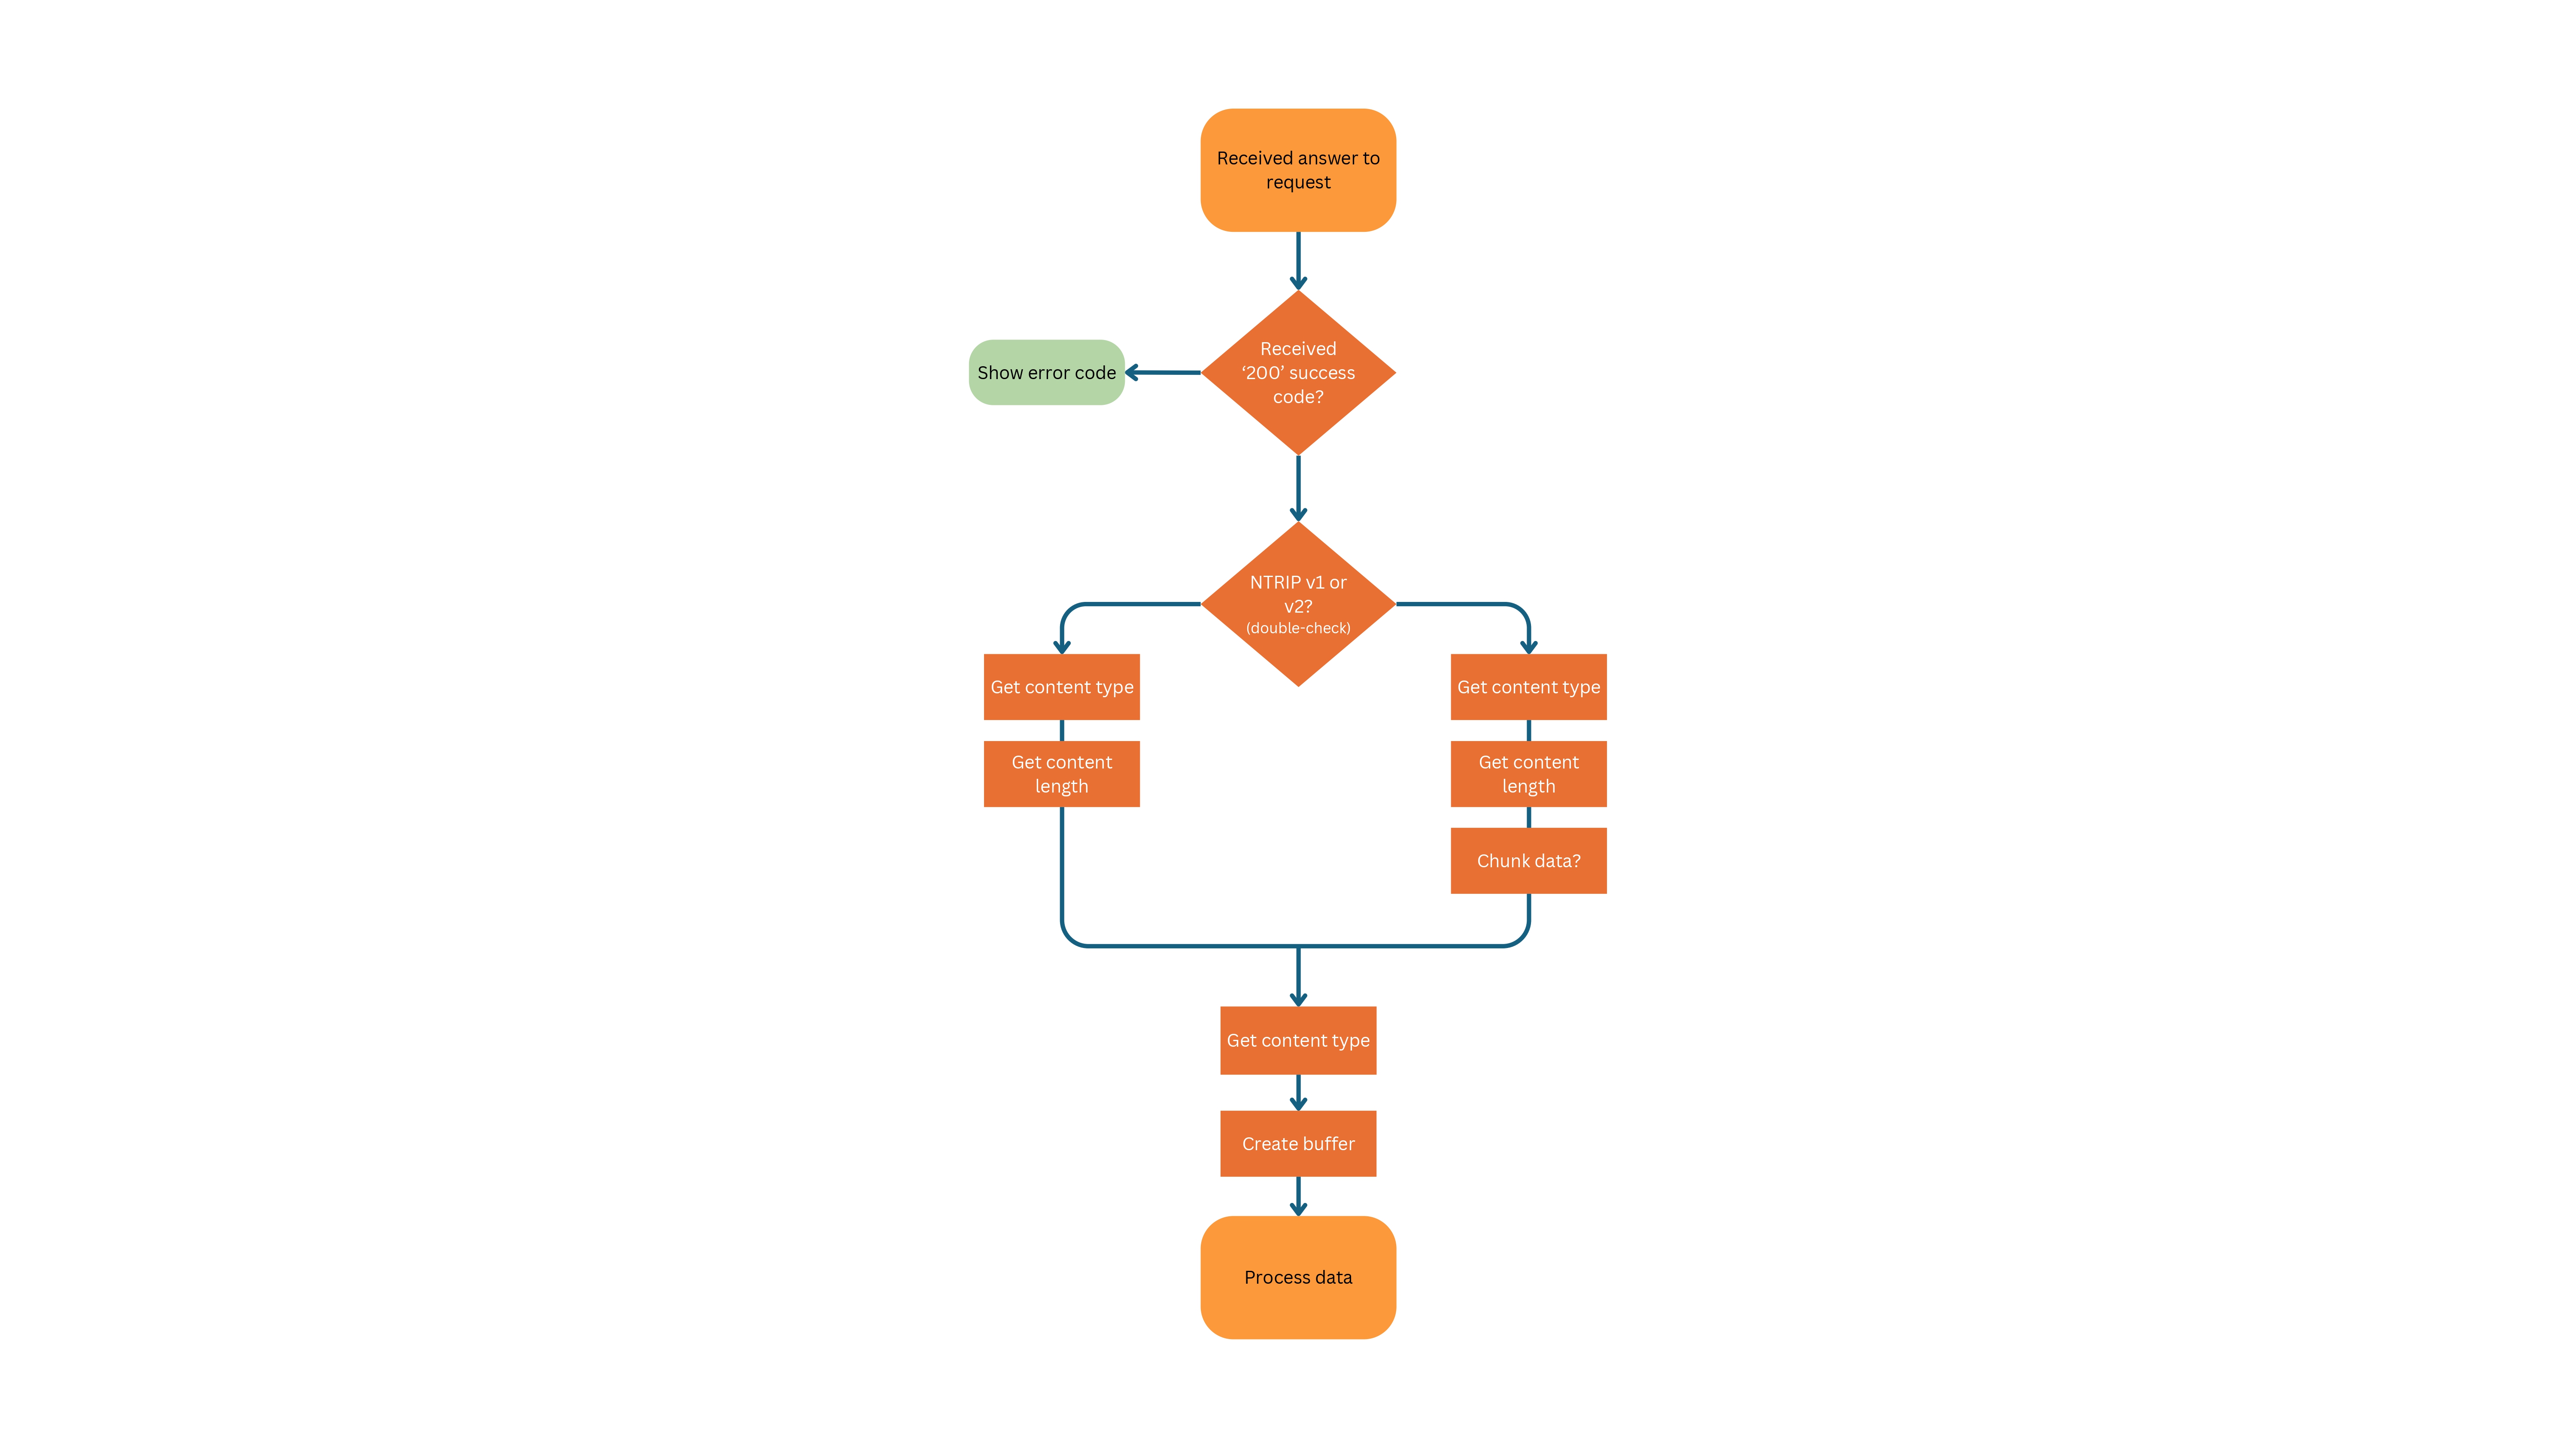 Received answer to
request
Received
‘200’ success
code?
Show error code
NTRIP v1 or
v2?
(double-check)
Get content type
Get content
length
Get content type
Get content
length
Chunk data?
Get content type
Create buffer
Process data